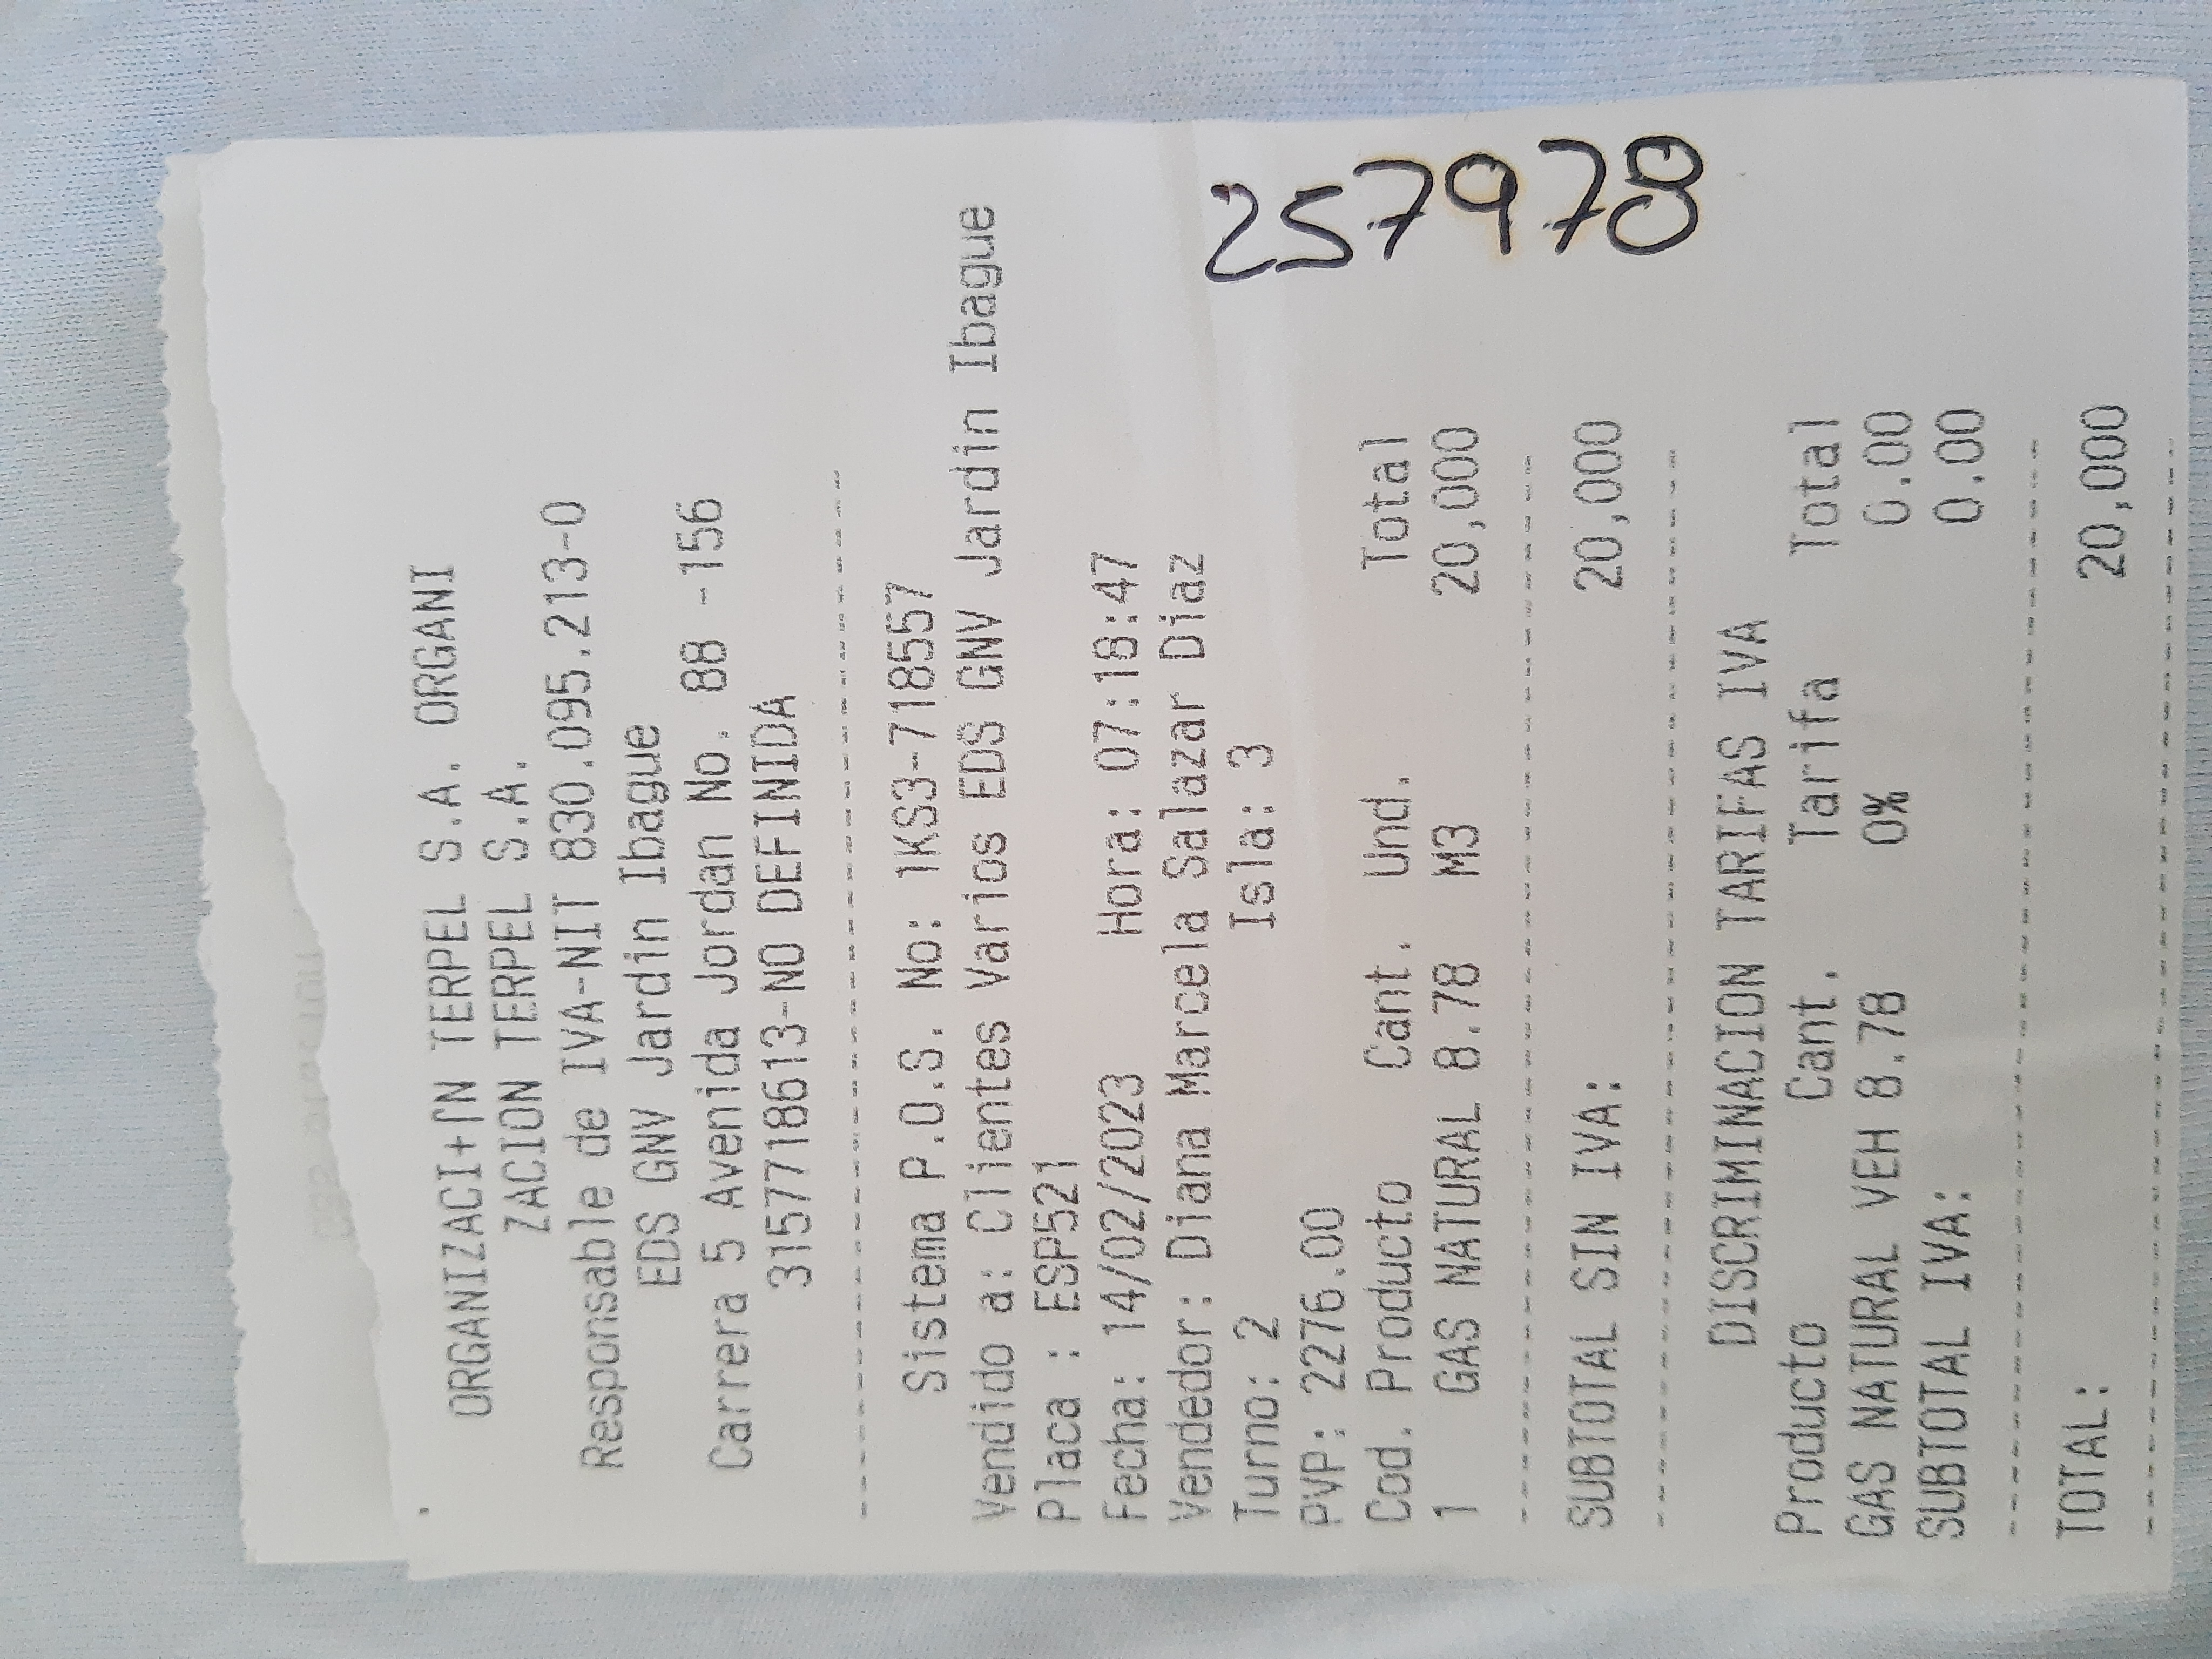 ORGANIZACI+⌈N TERPEL S.A. ORGANI
ZACION TERPEL S.A.
Responsable de IVA-NIT 830.095.213-0
EDS GNV Jardin Ibague
Carrera 5 Avenida Jordan No. 88 -156
3157718613-NO DEFINIDA
Sistema P.O.S. No: 1KS3-718557
Vendido a: Clientes Varios EDS GNV Jardin Ibague
Placa : ESP521
Fecha: 14/02/2023 Hora: 07:18:47
Vendedor: Diana Marcela Salazar Diaz
Turno: 2 Isla: 3
257978
PVP: 2276.00
Cod. Producto Cant. Und. Total
1 GAS NATURAL 8.78 M3 20,000
SUBTOTAL SIN IVA: 20,000
DISCRIMINACION TARIFAS IVA
Producto Cant. Tarifa Total
GAS NATURAL VEH 8.78 0% 0.00
SUBTOTAL IVA: 0.00
TOTAL: 20,000